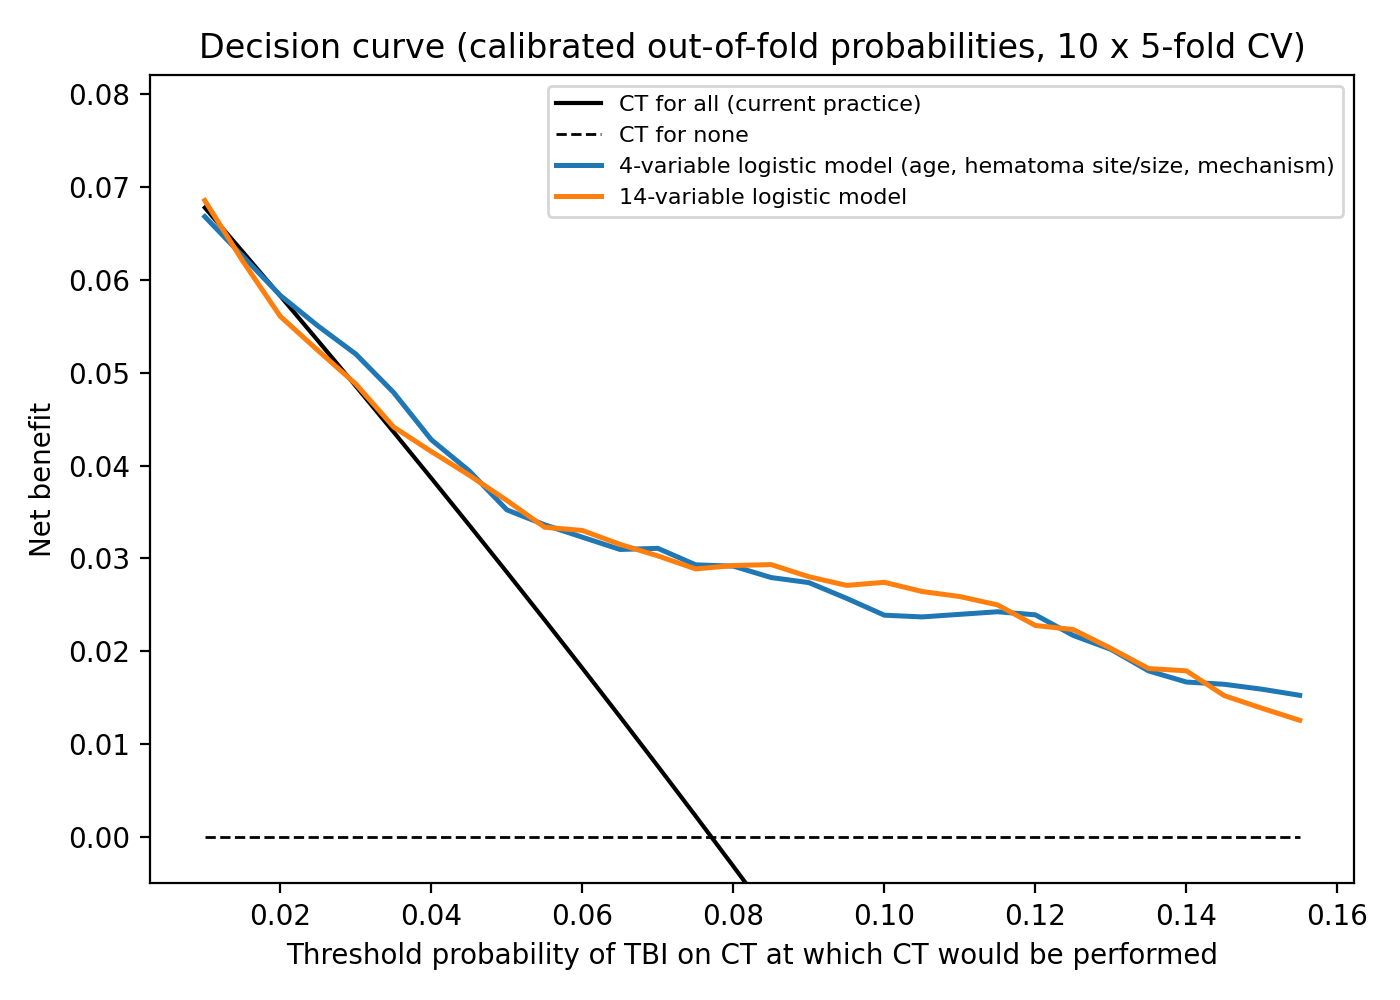 Decision curve (calibrated out-of-fold probabilities, 10 x 5-fold CV)
CT for all (current practice)
CT for none
4-variable logistic model (age, hematoma site/size, mechanism)
14-variable logistic model
Net benefit
0.08
0.07
0.06
0.05
0.04
0.03
0.02
0.01
0.00
0.02 0.04 0.06 0.08 0.10 0.12 0.14 0.16
Threshold probability of TBI on CT at which CT would be performed